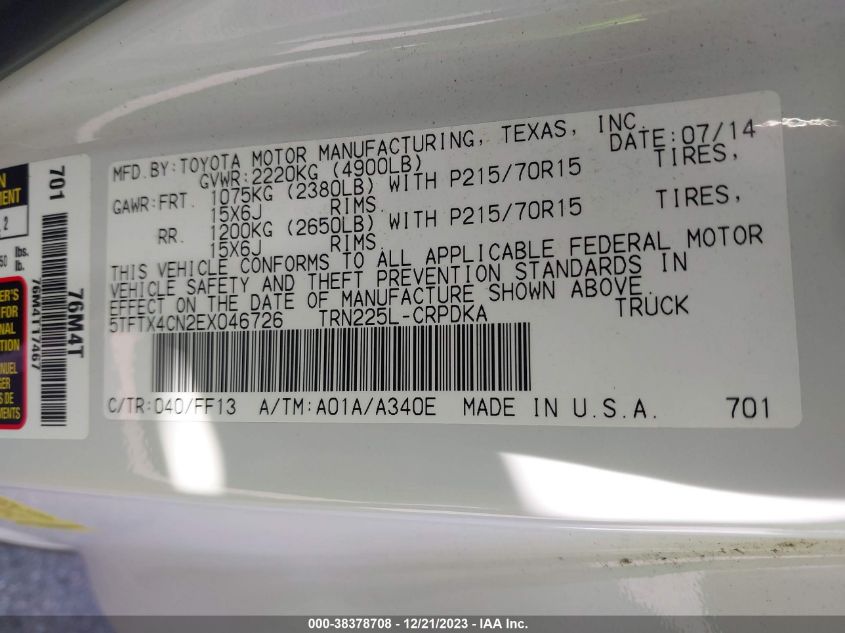 MFD.BY:TOYOTA MOTOR MANUFACTURING, TEXAS, INC. DATE:07/14
GVWR:2220KG (4900LB)
GAWR:FRT. 1075KG (2380LB) WITH P215/70R15 TIRES,
15X6J RIMS
RR. 1200KG (2650LB) WITH P215/70R15 TIRES,
15X6J RIMS
THIS VEHICLE CONFORMS TO ALL APPLICABLE FEDERAL MOTOR
VEHICLE SAFETY AND THEFT PREVENTION STANDARDS IN
EFFECT ON THE DATE OF MANUFACTURE SHOWN ABOVE.
5TFTX4CN2EX046726 TRN225L-CRPDKA TRUCK
C/TR:040/FF13 A/TM:A01A/A340E MADE IN U.S.A. 701
701
76M4T17467
76M4T
2
lbs.
lb.
000-38378708 - 12/21/2023 - IAA Inc.